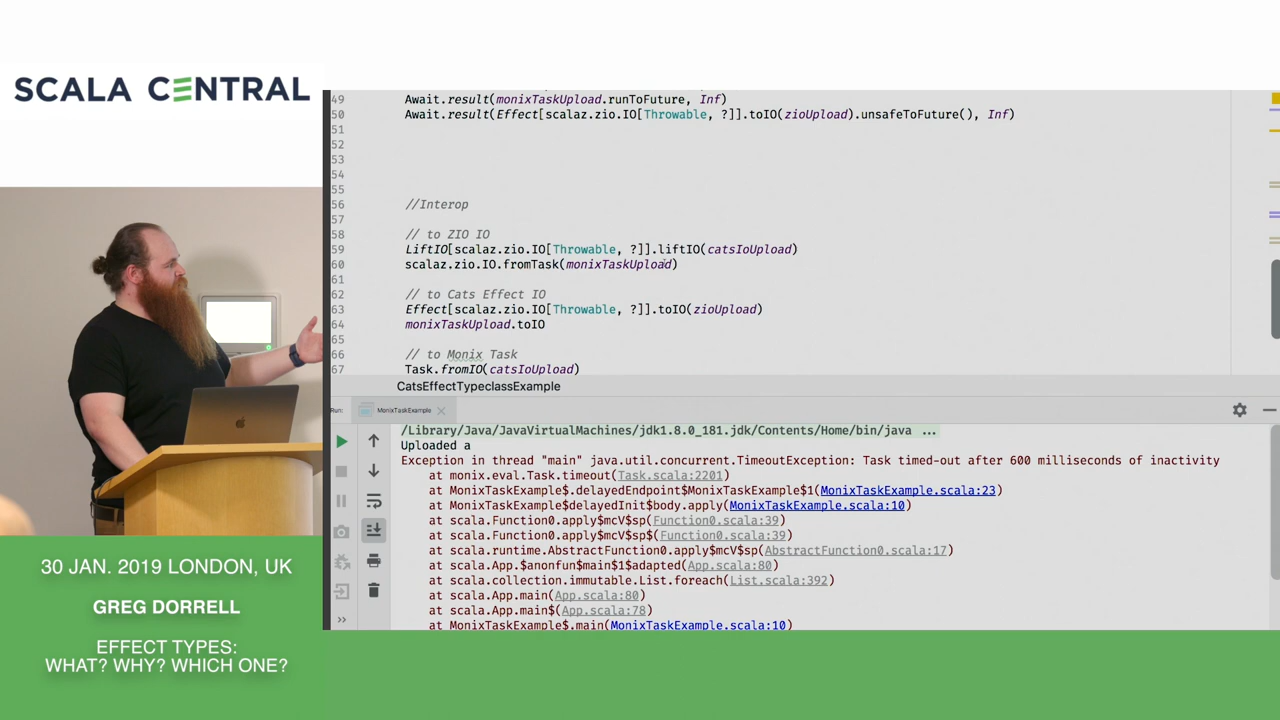 SCALA CENTRAL
49 Await.result(monixTaskUpload.runToFuture, Inf)
50 Await.result(Effect[scalaz.zio.IO[Throwable, ?]].toIO(zioUpload).unsafeToFuture(), Inf)
51
52
53
54
55
56 //Interop
57
58 // to ZIO IO
59 LiftIO[scalaz.zio.IO[Throwable, ?]].liftIO(catsIoUpload)
60 scalaz.zio.IO.fromTask(monixTaskUpload)
61
62 // to Cats Effect IO
63 Effect[scalaz.zio.IO[Throwable, ?]].toIO(zioUpload)
64 monixTaskUpload.toIO
65
66 // to Monix Task
67 Task.fromIO(catsIoUpload)
CatsEffectTypeclassExample
Run: MonixTaskExample
/Library/Java/JavaVirtualMachines/jdk1.8.0_181.jdk/Contents/Home/bin/java ...
Uploaded a
Exception in thread "main" java.util.concurrent.TimeoutException: Task timed-out after 600 milliseconds of inactivity
at monix.eval.Task.timeout(Task.scala:2201)
at MonixTaskExample$.delayedEndpoint$MonixTaskExample$1(MonixTaskExample.scala:23)
at MonixTaskExample$delayedInit$body.apply(MonixTaskExample.scala:10)
at scala.Function0.apply$mcV$sp(Function0.scala:39)
at scala.Function0.apply$mcV$sp$(Function0.scala:39)
at scala.runtime.AbstractFunction0.apply$mcV$sp(AbstractFunction0.scala:17)
at scala.App.$anonfun$main$1$adapted(App.scala:80)
at scala.collection.immutable.List.foreach(List.scala:392)
at scala.App.main(App.scala:80)
at scala.App.main$(App.scala:78)
at MonixTaskExample$.main(MonixTaskExample.scala:10)
30 JAN. 2019 LONDON, UK
GREG DORRELL
EFFECT TYPES:
WHAT? WHY? WHICH ONE?